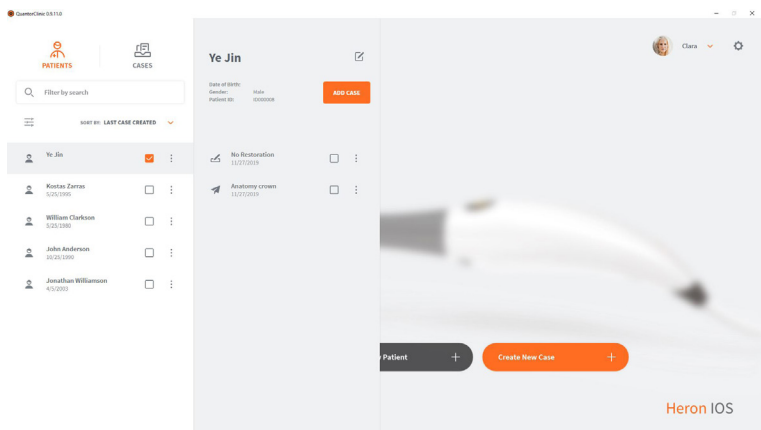 QuanterClinic 0.9.11.0
PATIENTS
CASES
Filter by search
SORT BY: LAST CASE CREATED
Ye Jin
Kostas Zarras
5/25/1995
William Clarkson
5/25/1980
John Anderson
10/25/1990
Jonathan Williamson
4/5/2003
Ye Jin
Date of Birth:
Gender: Male
Patient ID: ID00008
ADD CASE
No Restoration
11/27/2019
Anatomy crown
11/27/2019
Clara
Patient
Create New Case
Heron IOS